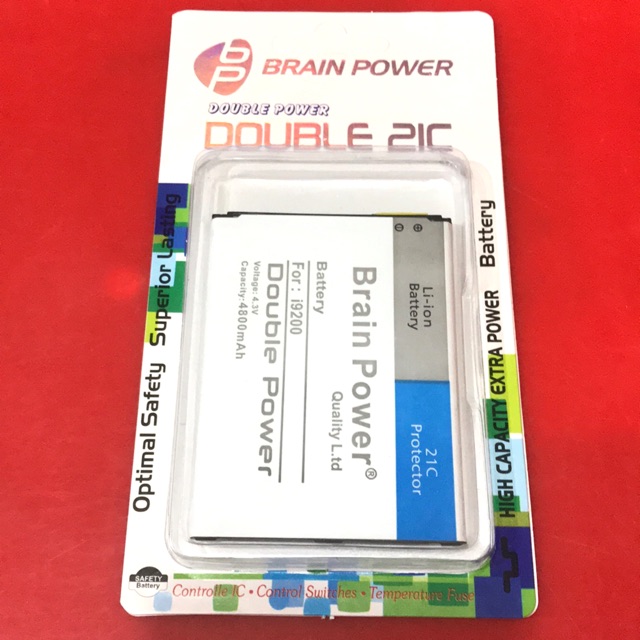 bp BRAIN POWER
DOUBLE POWER
DOUBLE 2IC
Optimal Safety Superior Lasting
Battery
HIGH CAPACITY EXTRA POWER
Brain Power®
Quality L.td
Battery
For: i9200
Double Power
Voltage: 4.3V
Capacity:4800mAh
Li-ion
Battery
21C
Protector
SAFETY
Battery
Controlle IC • Control Switches • Temperature Fuse